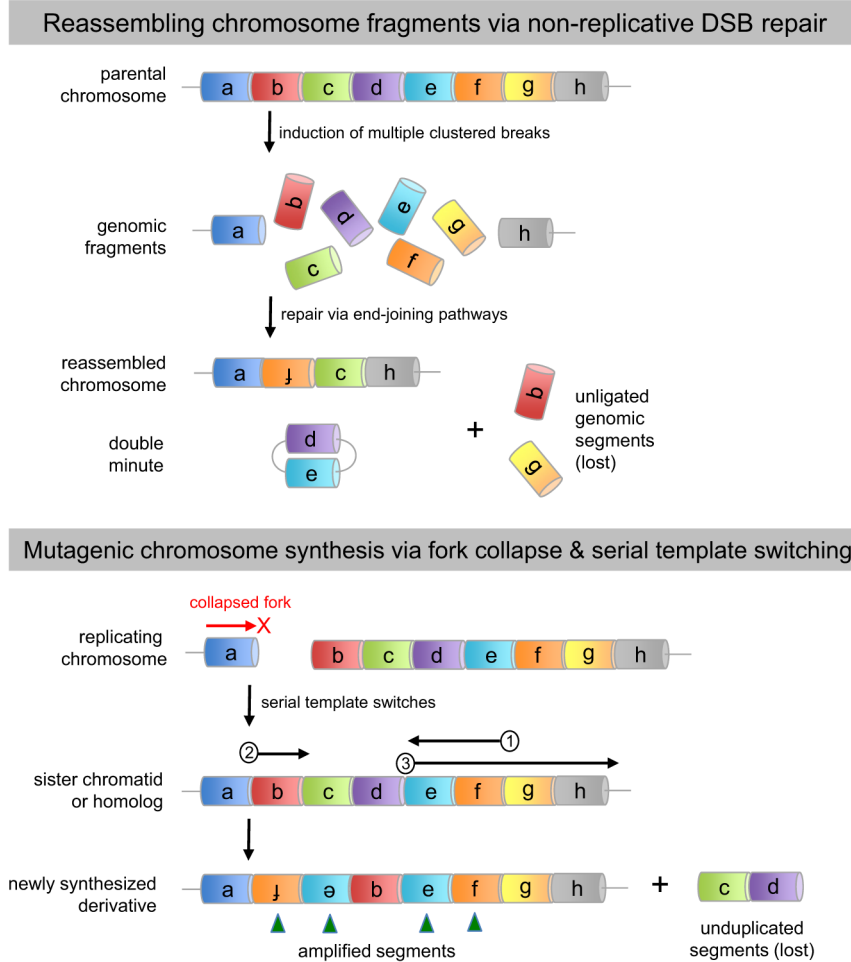 Reassembling chromosome fragments via non-replicative DSB repair
parental
chromosome
a b c d e f g h
induction of multiple clustered breaks
genomic
fragments
a b c d e f g h
repair via end-joining pathways
reassembled
chromosome
a f c h
double
minute
d
e
+
b
g
unligated
genomic
segments
(lost)
Mutagenic chromosome synthesis via fork collapse & serial template switching
collapsed fork
X
replicating
chromosome
a b c d e f g h
serial template switches
2 3 1
sister chromatid
or homolog
a b c d e f g h
newly synthesized
derivative
a f e b e f g h
+
c d
amplified segments
unduplicated
segments (lost)